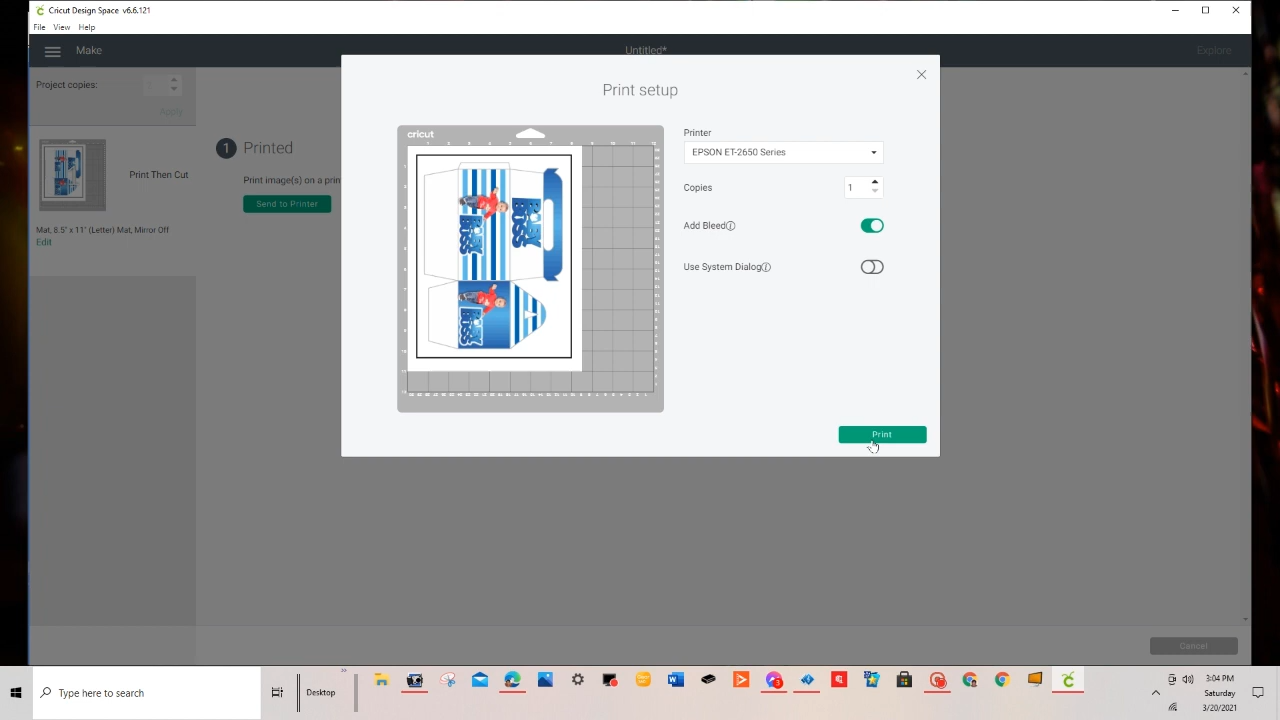 Cricut Design Space v6.6.121
File View Help
Make
Untitled*
Explore
Project copies:
Apply
Print Then Cut
Mat, 8.5" x 11" (Letter) Mat, Mirror Off
Edit
1 Printed
Print image(s) on a prin
Send to Printer
Print setup
cricut
Printer
EPSON ET-2650 Series
Copies
1
Add Bleed
Use System Dialog
Print
Cancel
Type here to search
Desktop
3:04 PM
Saturday
3/20/2021